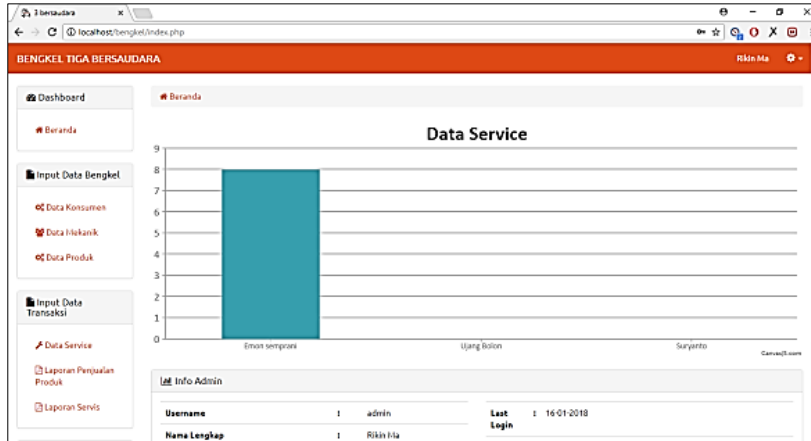 3 bersaudara
localhost/bengkel/index.php
BENGKEL TIGA BERSAUDARA
Rikin Ma
Dashboard
Beranda
Input Data Bengkel
Data Konsumen
Data Mekanik
Data Produk
Input Data
Transaksi
Data Service
Laporan Penjualan
Produk
Laporan Servis
Beranda
Data Service
9
8
7
6
5
4
3
2
1
0
Emon semprani
Ujang Bolon
Suryanto
CanvasJS.com
Info Admin
Username : admin
Last Login : 16-01-2018
Nama Lengkap : Rikin Ma